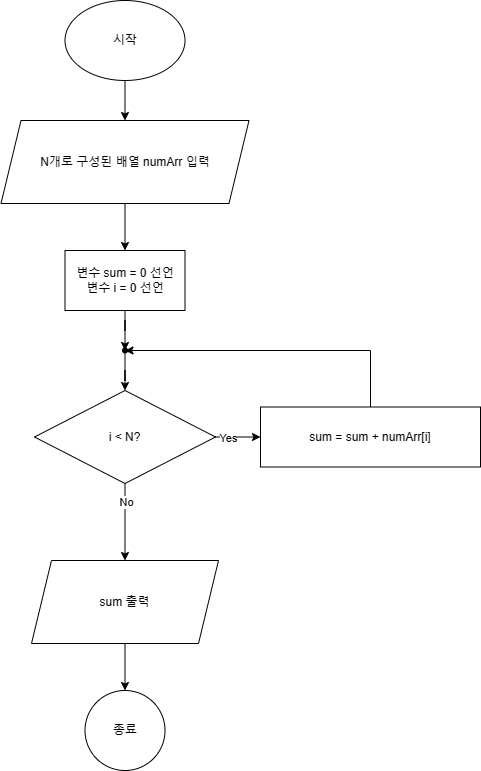 시작
N개로 구성된 배열 numArr 입력
변수 sum = 0 선언
변수 i = 0 선언
i < N?
Yes
sum = sum + numArr[i]
No
sum 출력
종료